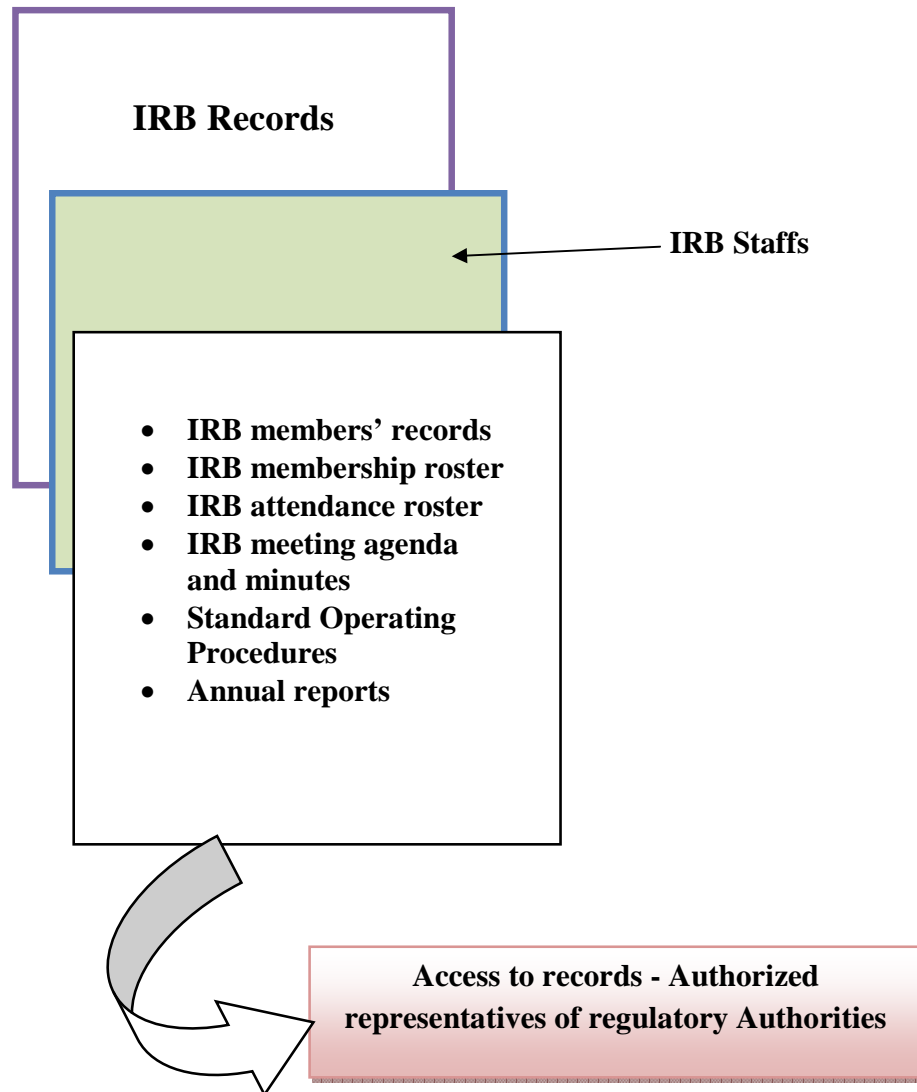 IRB Records
IRB Staffs
• IRB members’ records
• IRB membership roster
• IRB attendance roster
• IRB meeting agenda
and minutes
• Standard Operating
Procedures
• Annual reports
Access to records - Authorized
representatives of regulatory Authorities